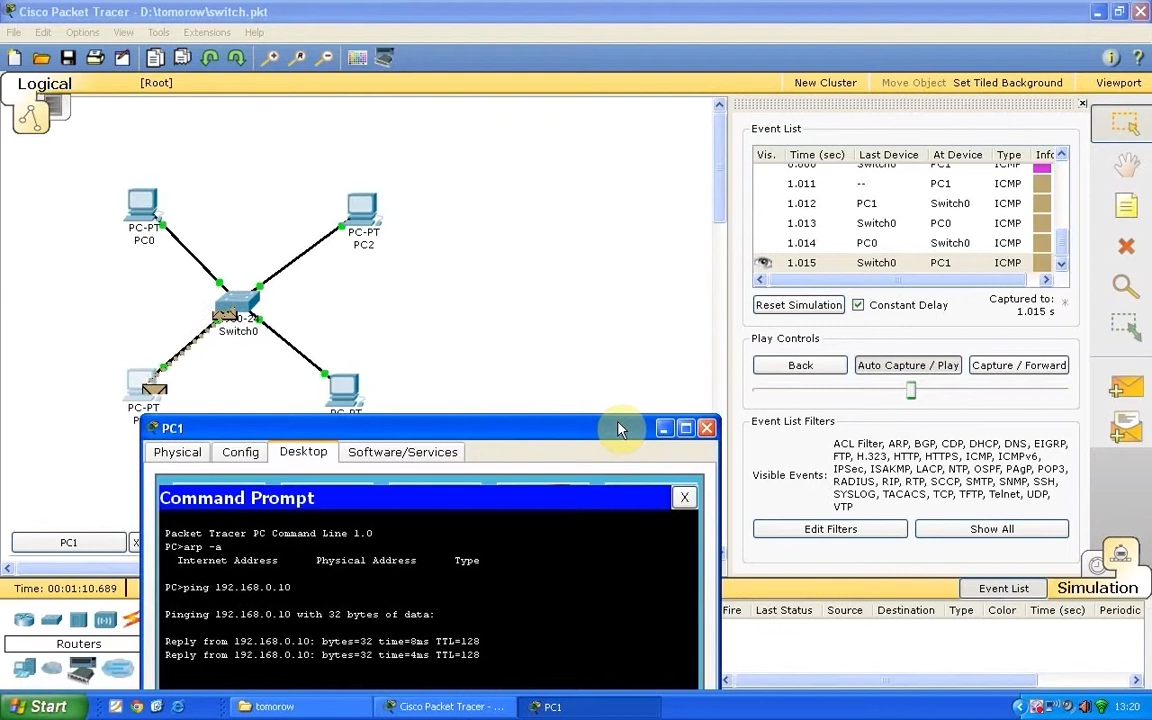 Cisco Packet Tracer - D:\tomorow\switch.pkt
File Edit Options View Tools Extensions Help
Logical
[Root]
New Cluster
Move Object
Set Tiled Background
Viewport
PC-PT
PC0
PC-PT
PC2
Switch0
PC-PT
PC-PT
Event List
Vis. Time (sec) Last Device At Device Type Info
Switch0 PC1 ICMP
1.011 -- PC1 ICMP
1.012 PC1 Switch0 ICMP
1.013 Switch0 PC0 ICMP
1.014 PC0 Switch0 ICMP
1.015 Switch0 PC1 ICMP
Reset Simulation
Constant Delay
Captured to:
1.015 s
*
Play Controls
Back
Auto Capture / Play
Capture / Forward
Event List Filters
Visible Events:
ACL Filter, ARP, BGP, CDP, DHCP, DNS, EIGRP,
FTP, H.323, HTTP, HTTPS, ICMP, ICMPv6,
IPSec, ISAKMP, LACP, NTP, OSPF, PAgP, POP3,
RADIUS, RIP, RTP, SCCP, SMTP, SNMP, SSH,
SYSLOG, TACACS, TCP, TFTP, Telnet, UDP,
VTP
Edit Filters
Show All
PC1
Physical
Config
Desktop
Software/Services
Command Prompt
X
Packet Tracer PC Command Line 1.0
PC>arp -a
Internet Address Physical Address Type
PC>ping 192.168.0.10
Pinging 192.168.0.10 with 32 bytes of data:
Reply from 192.168.0.10: bytes=32 time=8ms TTL=128
Reply from 192.168.0.10: bytes=32 time=4ms TTL=128
PC1
X
Time: 00:01:10.689
Event List
Simulation
Routers
Fire Last Status Source Destination Type Color Time (sec) Periodic
Start
tomorow
Cisco Packet Tracer - ...
PC1
13:20